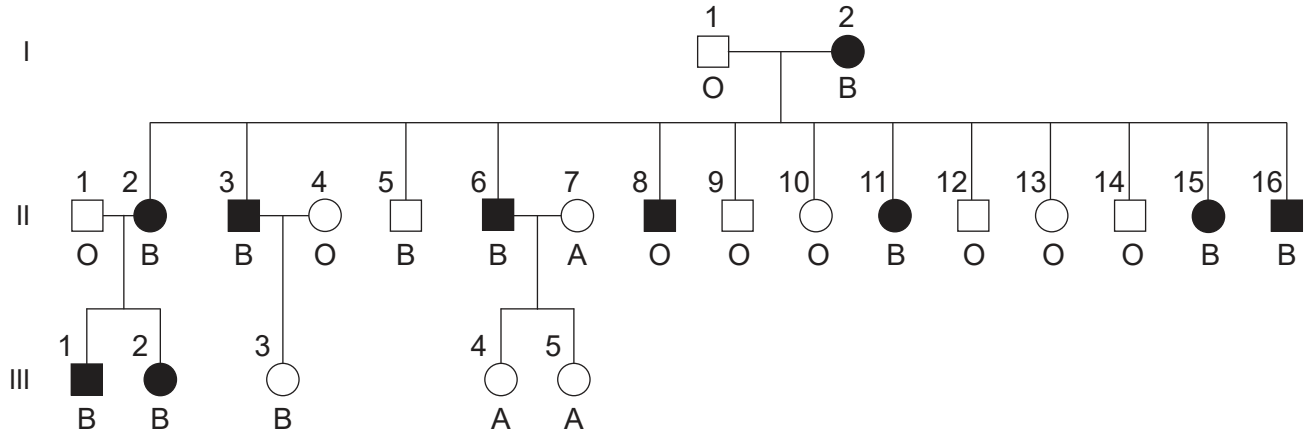 1 2
I
O B
1 2 3 4 5 6 7 8 9 10 11 12 13 14 15 16
II
O B B O B B A O O O B O O O B B
1 2 3 4 5
III
B B B A A